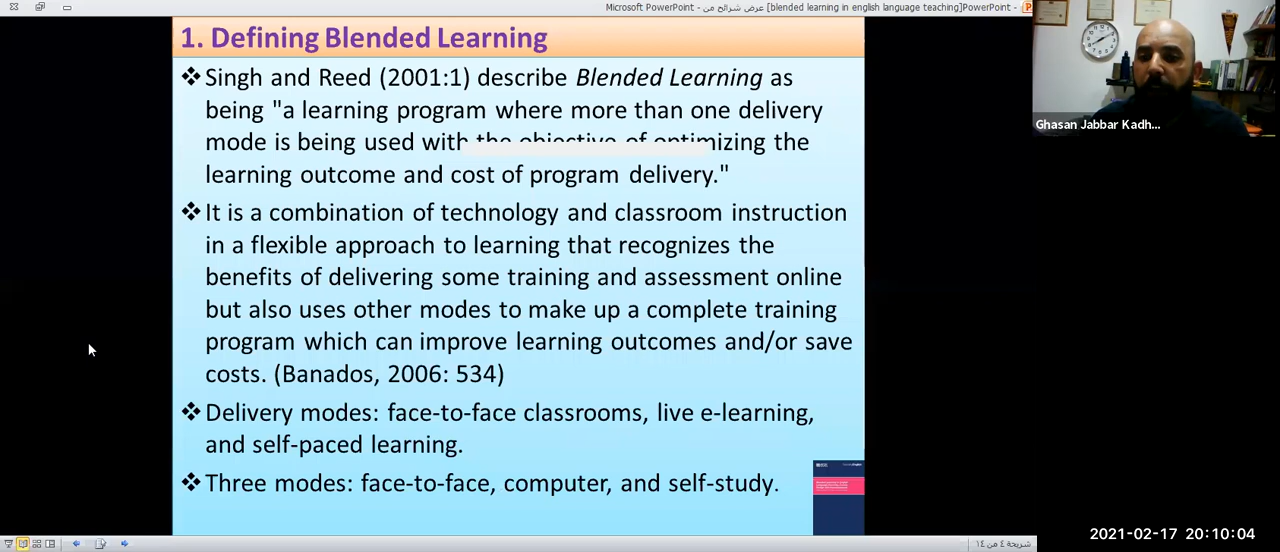 Microsoft PowerPoint - [blended learning in english language teaching] عرض شرائح من
1. Defining Blended Learning
❖ Singh and Reed (2001:1) describe Blended Learning as
being "a learning program where more than one delivery
mode is being used with the objective of optimizing the
learning outcome and cost of program delivery."
❖ It is a combination of technology and classroom instruction
in a flexible approach to learning that recognizes the
benefits of delivering some training and assessment online
but also uses other modes to make up a complete training
program which can improve learning outcomes and/or save
costs. (Banados, 2006: 534)
❖ Delivery modes: face-to-face classrooms, live e-learning,
and self-paced learning.
❖ Three modes: face-to-face, computer, and self-study.
Ghasan Jabbar Kadh...
2021-02-17 20:10:04
شريحة ٤ من ١٤